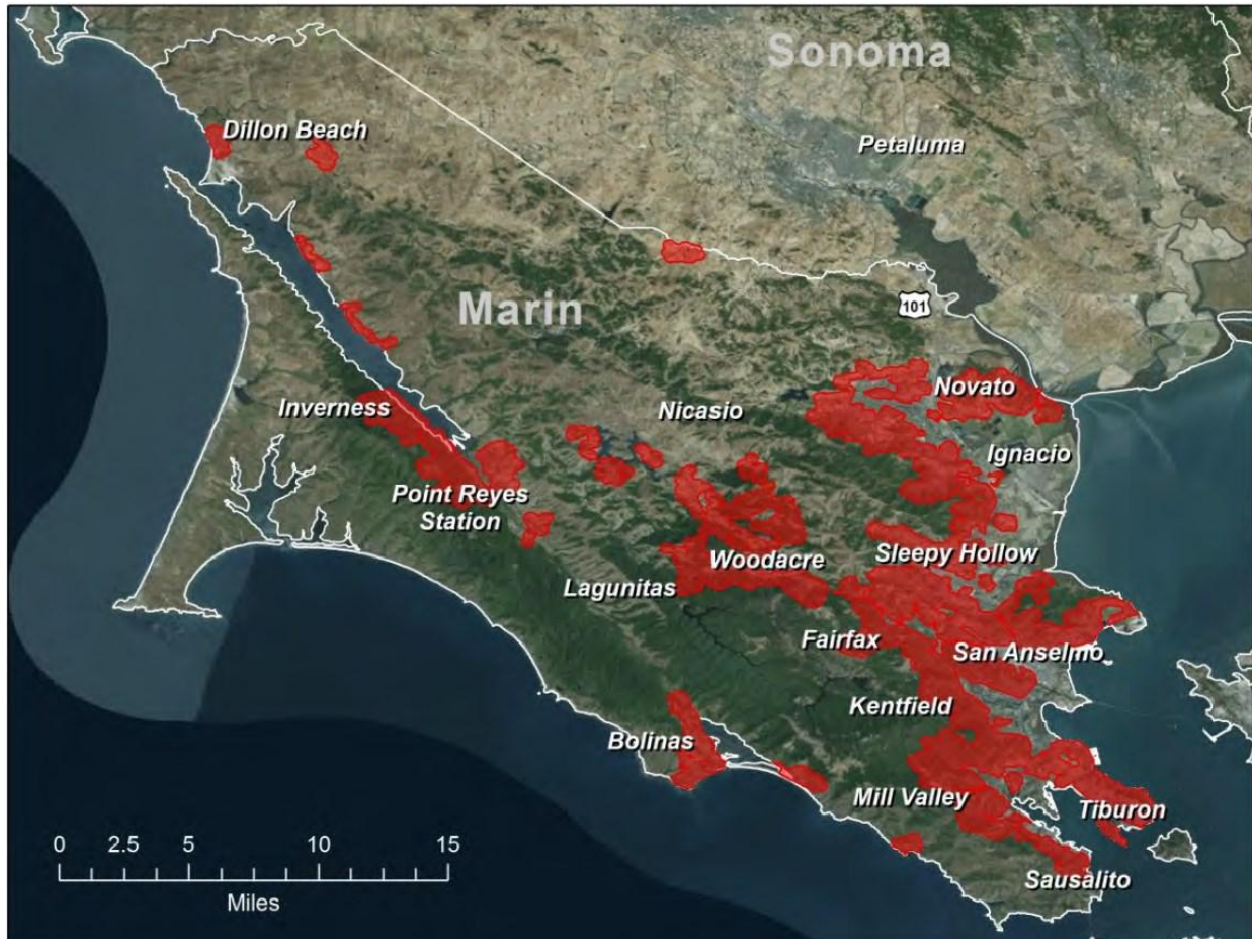 Sonoma
Dillon Beach
Petaluma
Marin
101
Inverness
Nicasio
Novato
Ignacio
Point Reyes
Station
Woodacre
Sleepy Hollow
Lagunitas
Fairfax
San Anselmo
Kentfield
Bolinas
Mill Valley
Tiburon
Sausalito
0 2.5 5 10 15
Miles